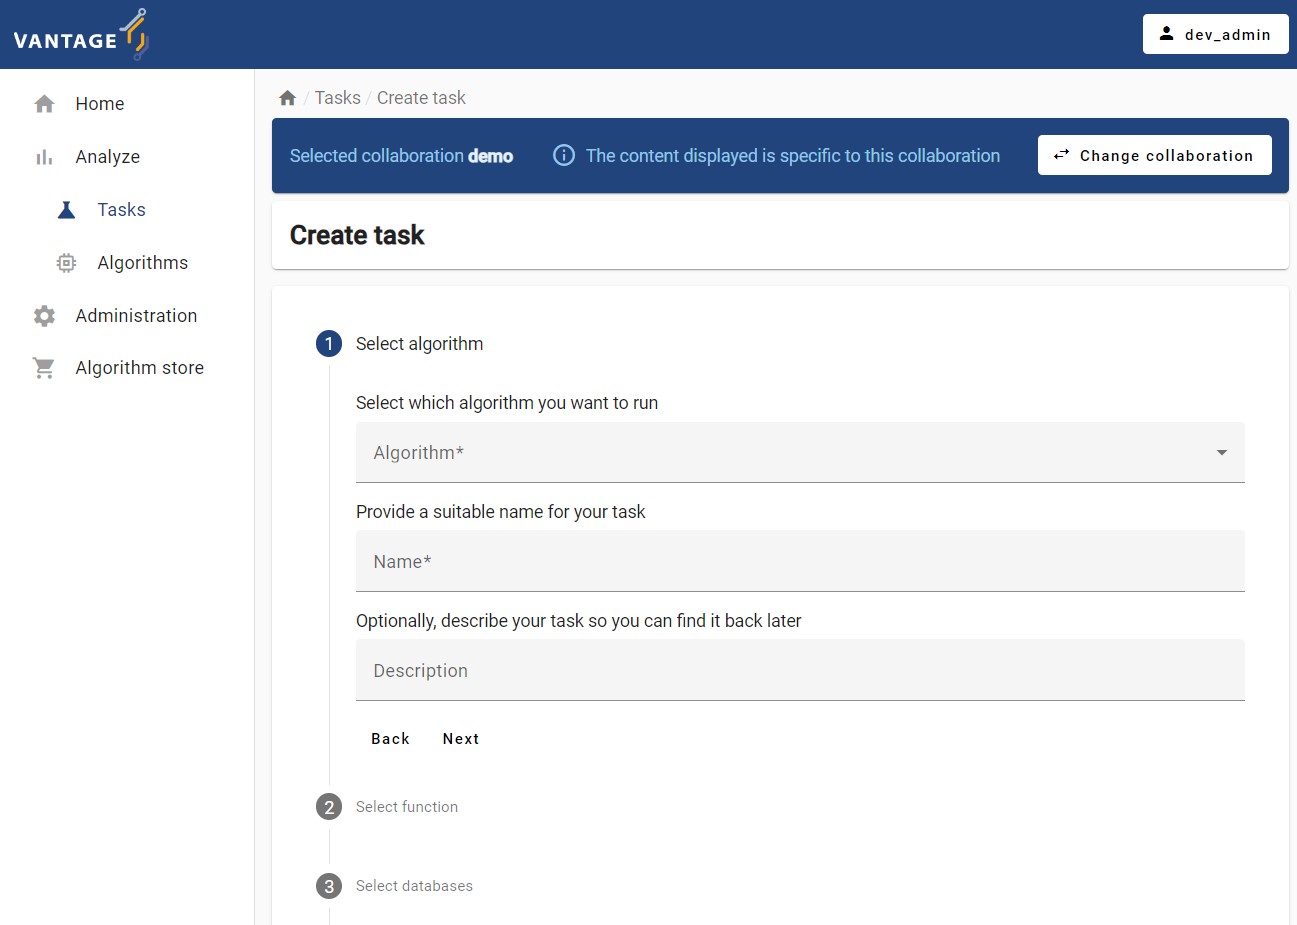 VANTAGE
dev_admin
Home
Analyze
Tasks
Algorithms
Administration
Algorithm store
/ Tasks / Create task
Selected collaboration demo
The content displayed is specific to this collaboration
Change collaboration
Create task
1 Select algorithm
Select which algorithm you want to run
Algorithm*
Provide a suitable name for your task
Name*
Optionally, describe your task so you can find it back later
Description
Back Next
2 Select function
3 Select databases